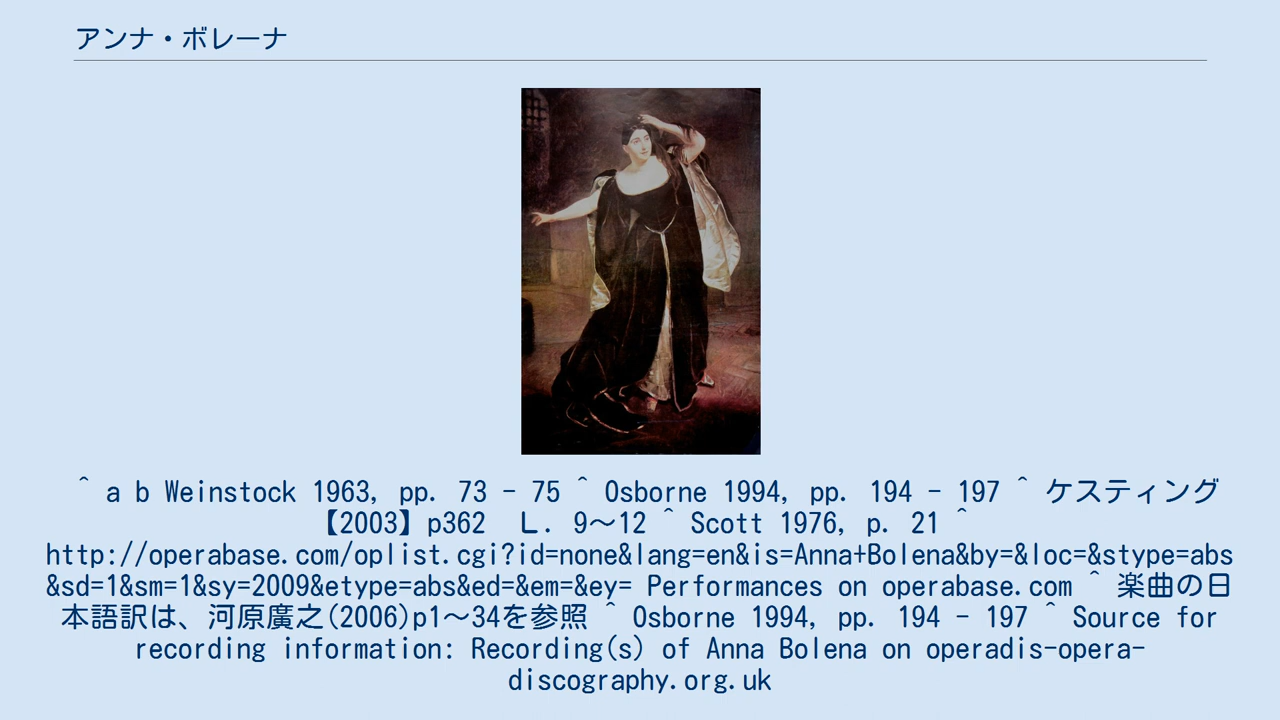 アンナ・ボレーナ
^ a b Weinstock 1963, pp. 73 - 75 ^ Osborne 1994, pp. 194 - 197 ^ ケスティング
【2003】p362　Ｌ. 9〜12 ^ Scott 1976, p. 21 ^
http://operabase.com/oplist.cgi?id=none&lang=en&is=Anna+Bolena&by=&loc=&stype=abs
&sd=1&sm=1&sy=2009&etype=abs&ed=&em=&ey= Performances on operabase.com ^ 楽曲の日
本語訳は、河原廣之(2006)p1〜34を参照 ^ Osborne 1994, pp. 194 - 197 ^ Source for
recording information: Recording(s) of Anna Bolena on operadis-opera-
discography.org.uk